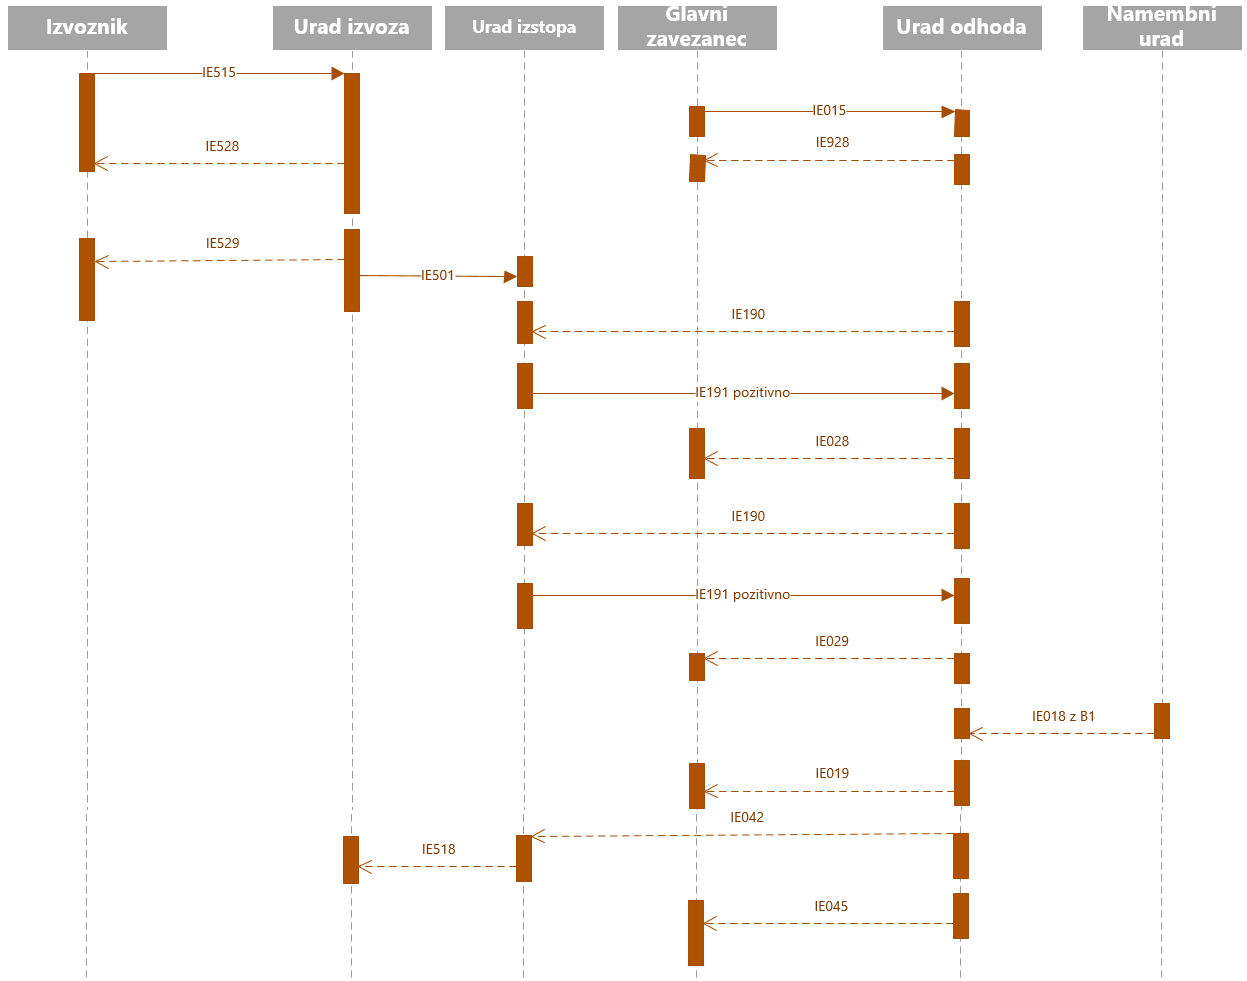 Izvoznik
Urad izvoza
Urad izstopa
Glavni
zavezanec
Urad odhoda
Namembni
urad
IE515
IE015
IE928
IE528
IE529
IE501
IE190
IE191 pozitivno
IE028
IE190
IE191 pozitivno
IE029
IE018 z B1
IE019
IE042
IE518
IE045